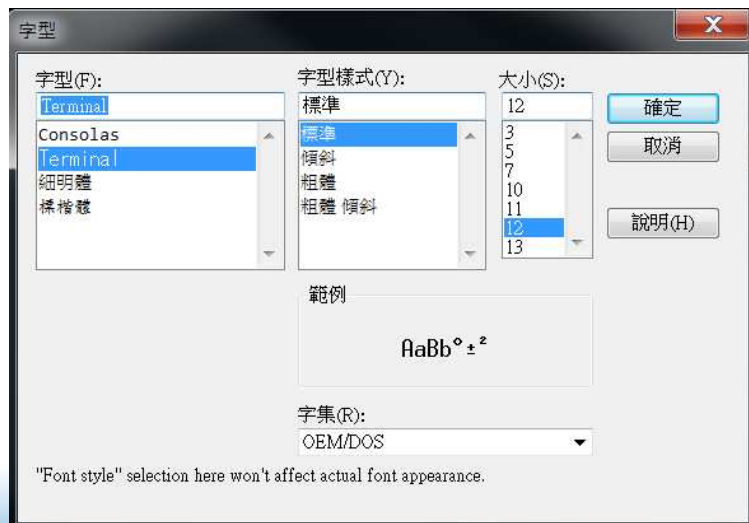 字型
字型(F):
Terminal
Consolas
Terminal
細明體
標楷體
字型樣式(Y):
標準
標準
傾斜
粗體
粗體 傾斜
大小(S):
12
3
5
7
10
11
12
13
確定
取消
說明(H)
範例
AaBb°±²
字集(R):
OEM/DOS
"Font style" selection here won't affect actual font appearance.